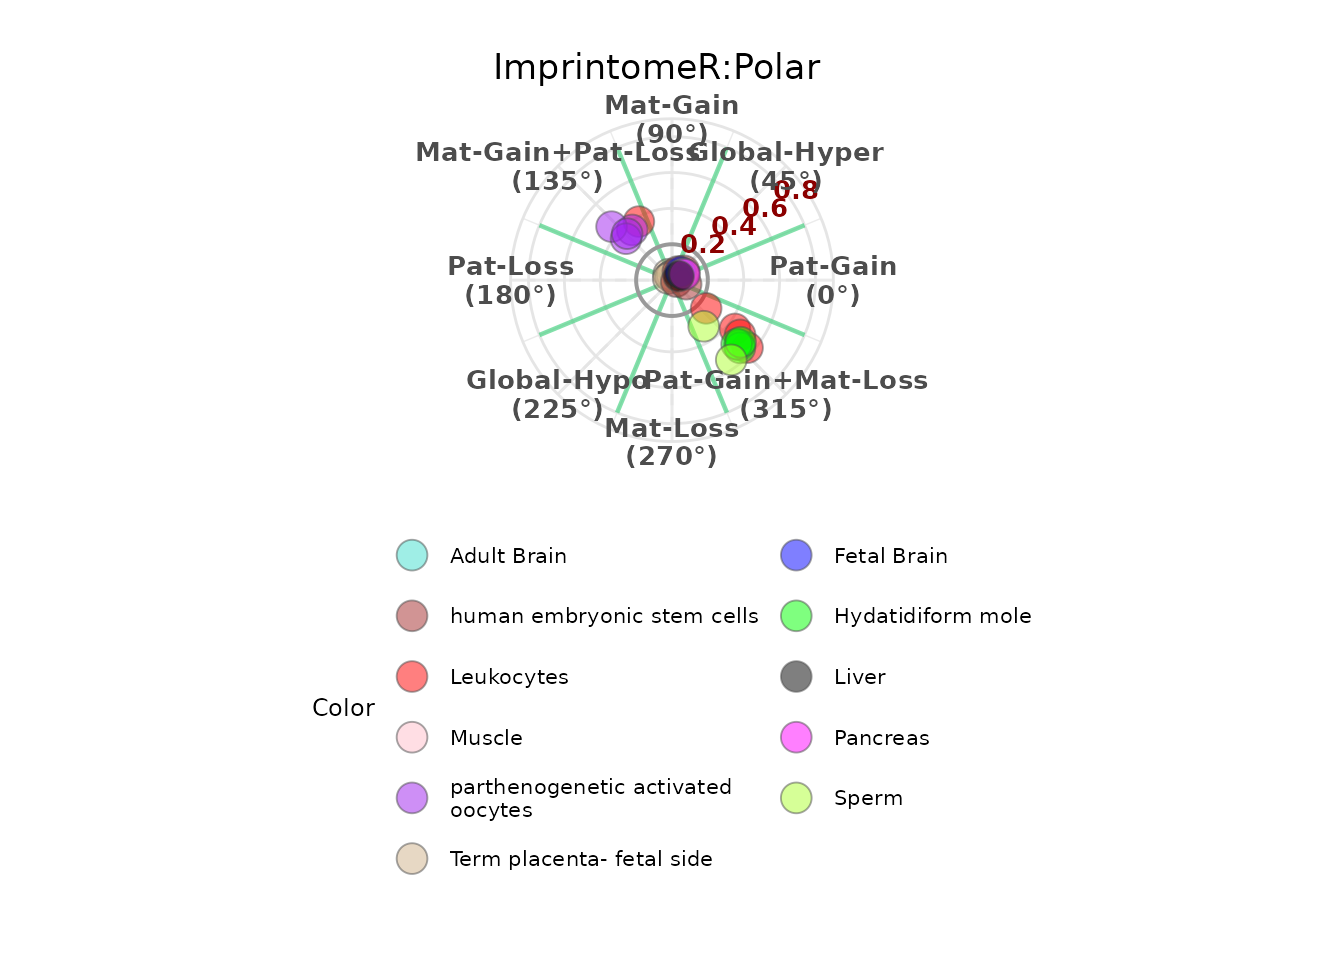 ImprintomeR:Polar
Mat-Gain
(90°)
Mat-Gain+Pat-Loss
(135°)
Global-Hyper
(45°)
0.8
0.6
0.4
0.2
Pat-Loss
(180°)
Pat-Gain
(0°)
Global-Hypo
(225°)
Pat-Gain+Mat-Loss
(315°)
Mat-Loss
(270°)
Color
Adult Brain
human embryonic stem cells
Leukocytes
Muscle
parthenogenetic activated
oocytes
Term placenta- fetal side
Fetal Brain
Hydatidiform mole
Liver
Pancreas
Sperm